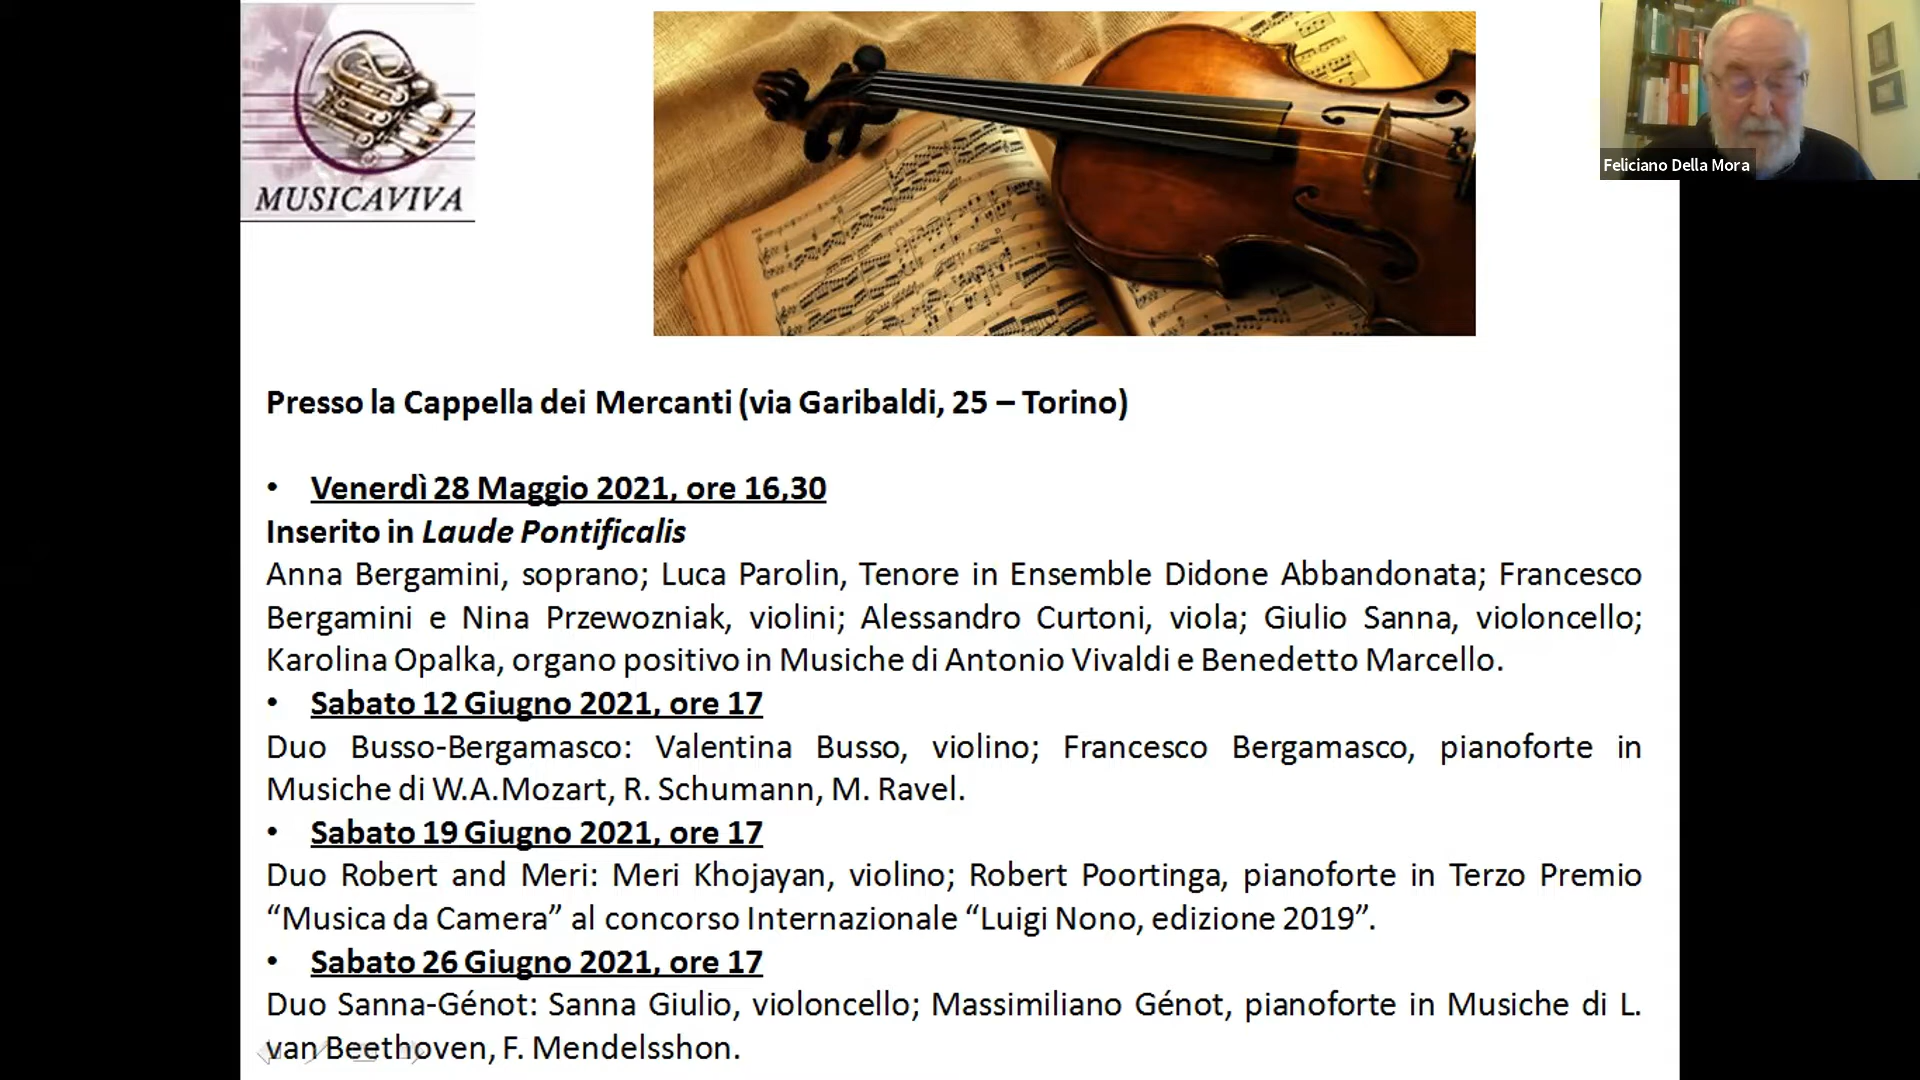 MUSICAVIVA
Feliciano Della Mora
Presso la Cappella dei Mercanti (via Garibaldi, 25 – Torino)
• Venerdì 28 Maggio 2021, ore 16,30
Inserito in Laude Pontificalis
Anna Bergamini, soprano; Luca Parolin, Tenore in Ensemble Didone Abbandonata; Francesco
Bergamini e Nina Przewozniak, violini; Alessandro Curtoni, viola; Giulio Sanna, violoncello;
Karolina Opalka, organo positivo in Musiche di Antonio Vivaldi e Benedetto Marcello.
• Sabato 12 Giugno 2021, ore 17
Duo Busso-Bergamasco: Valentina Busso, violino; Francesco Bergamasco, pianoforte in
Musiche di W.A.Mozart, R. Schumann, M. Ravel.
• Sabato 19 Giugno 2021, ore 17
Duo Robert and Meri: Meri Khojayan, violino; Robert Poortinga, pianoforte in Terzo Premio
“Musica da Camera” al concorso Internazionale “Luigi Nono, edizione 2019”.
• Sabato 26 Giugno 2021, ore 17
Duo Sanna-Génot: Sanna Giulio, violoncello; Massimiliano Génot, pianoforte in Musiche di L.
van Beethoven, F. Mendelsshon.